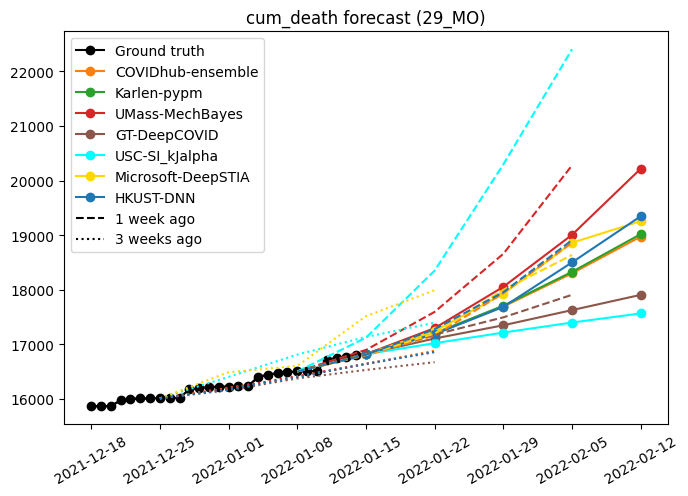 cum_death forecast (29_MO)
Ground truth
COVIDhub-ensemble
Karlen-pypm
UMass-MechBayes
GT-DeepCOVID
USC-SI_kJalpha
Microsoft-DeepSTIA
HKUST-DNN
1 week ago
3 weeks ago
22000
21000
20000
19000
18000
17000
16000
2021-12-18
2021-12-25
2022-01-01
2022-01-08
2022-01-15
2022-01-22
2022-01-29
2022-02-05
2022-02-12